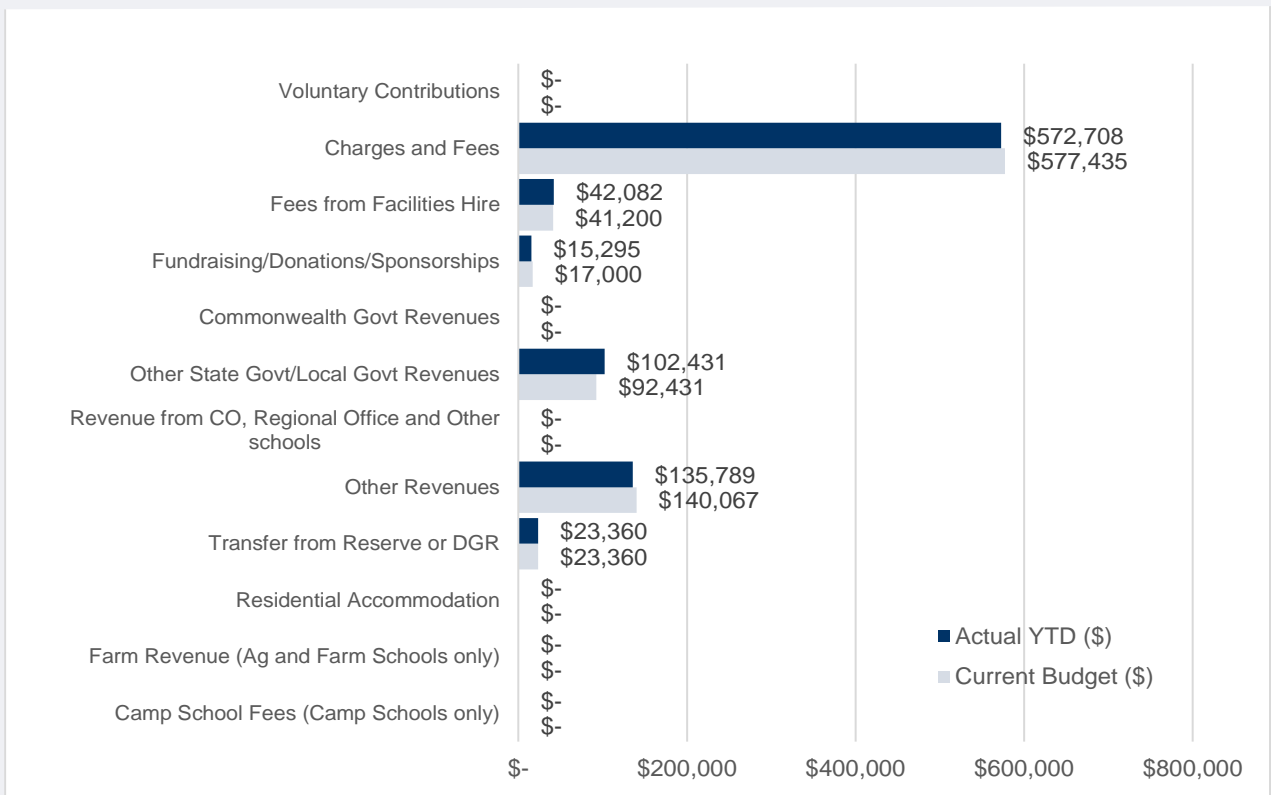 Voluntary Contributions
$-
$-
Charges and Fees
$572,708
$577,435
Fees from Facilities Hire
$42,082
$41,200
Fundraising/Donations/Sponsorships
$15,295
$17,000
Commonwealth Govt Revenues
$-
$-
Other State Govt/Local Govt Revenues
$102,431
$92,431
Revenue from CO, Regional Office and Other
schools
$-
$-
Other Revenues
$135,789
$140,067
Transfer from Reserve or DGR
$23,360
$23,360
Residential Accommodation
$-
$-
Farm Revenue (Ag and Farm Schools only)
$-
$-
Camp School Fees (Camp Schools only)
$-
$-
Actual YTD ($)
Current Budget ($)
$- $200,000 $400,000 $600,000 $800,000